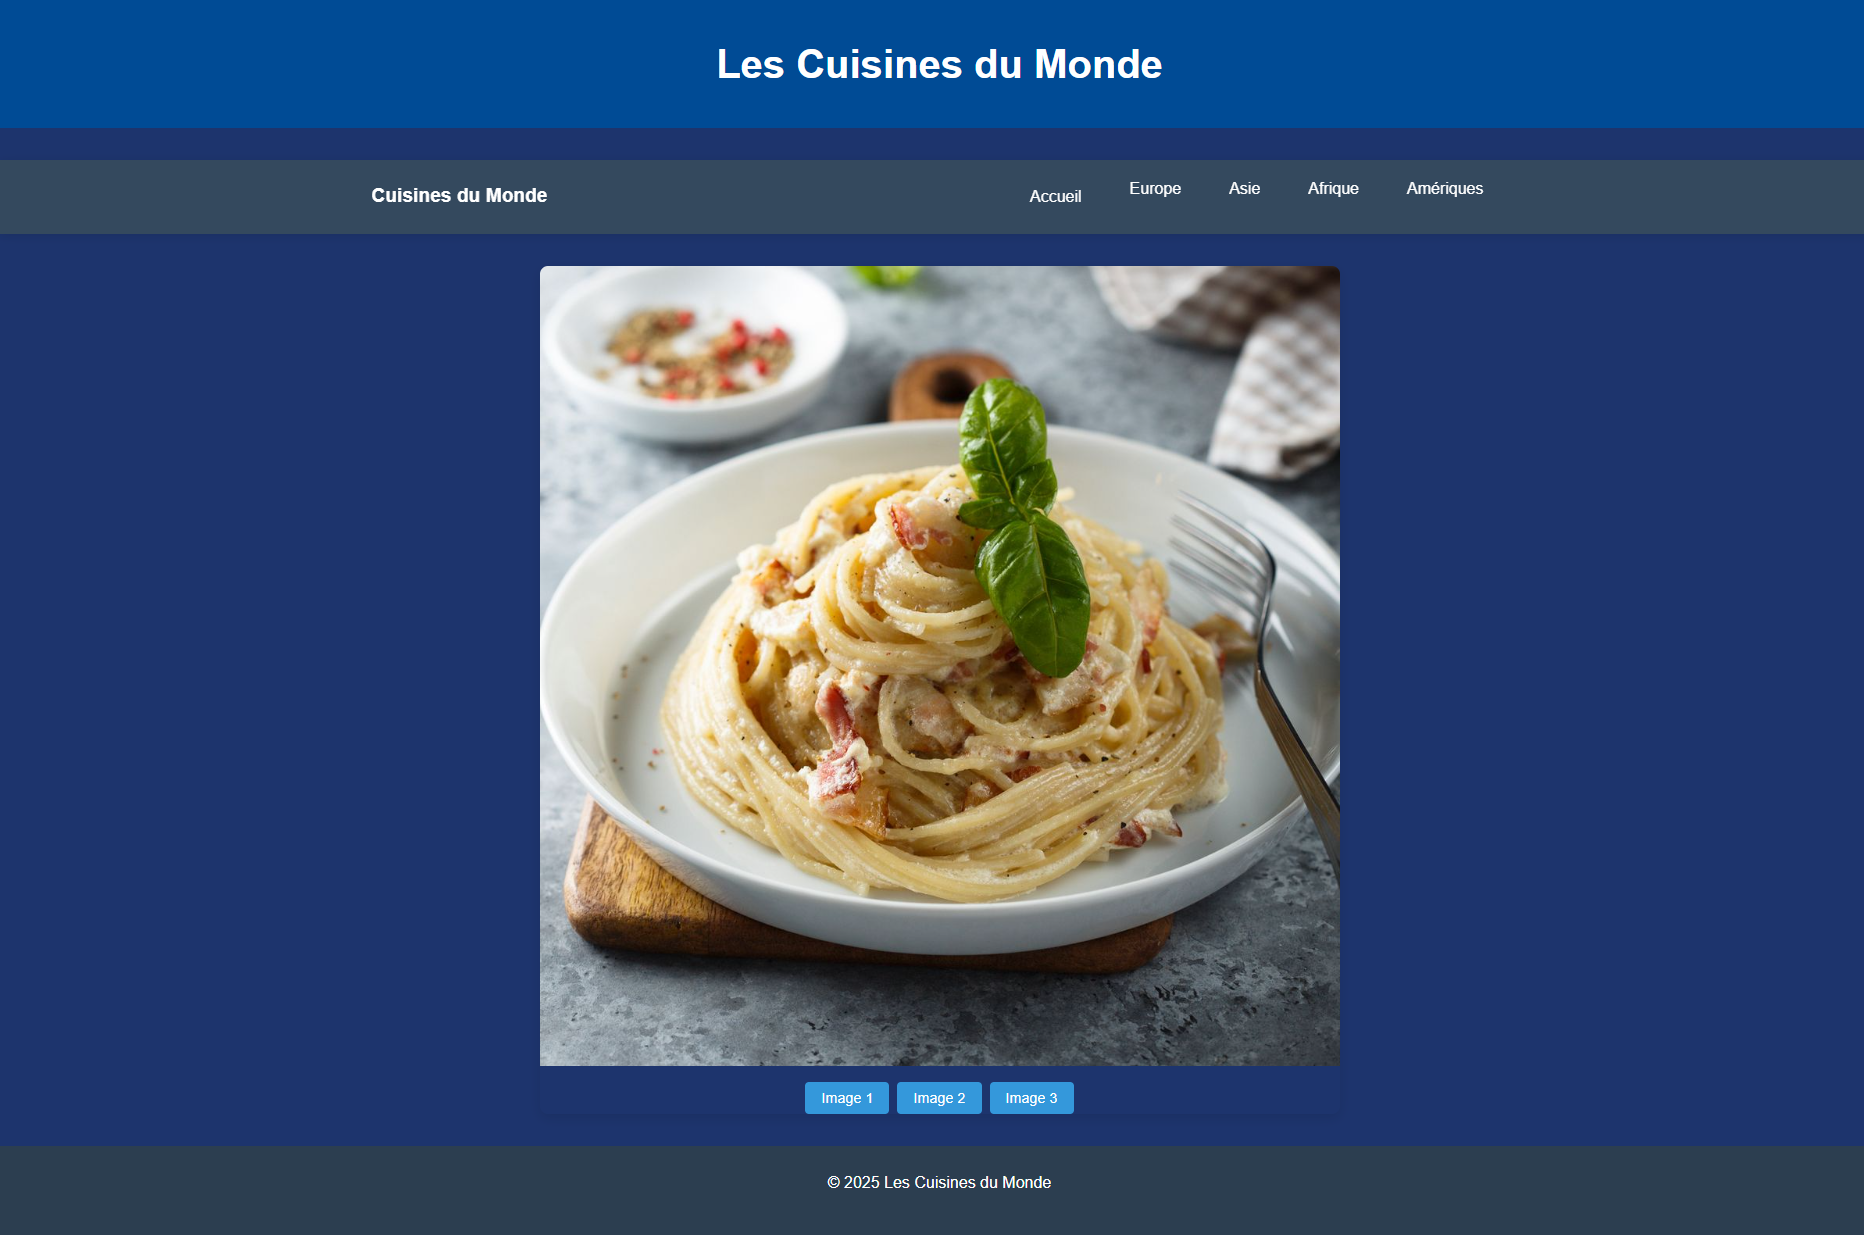 Les Cuisines du Monde
Cuisines du Monde
Accueil Europe Asie Afrique Amériques
Image 1 Image 2 Image 3
© 2025 Les Cuisines du Monde